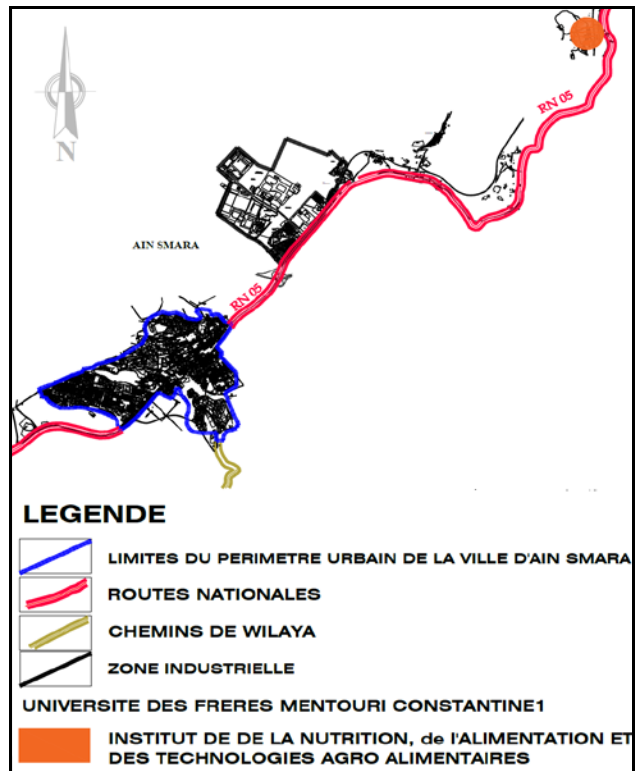 N
RN 05
AIN SMARA
RN 05
LEGENDE
LIMITES DU PERIMETRE URBAIN DE LA VILLE D'AIN SMARA
ROUTES NATIONALES
CHEMINS DE WILAYA
ZONE INDUSTRIELLE
UNIVERSITE DES FRERES MENTOURI CONSTANTINE1
INSTITUT DE DE LA NUTRITION, de l'ALIMENTATION ET
DES TECHNOLOGIES AGRO ALIMENTAIRES